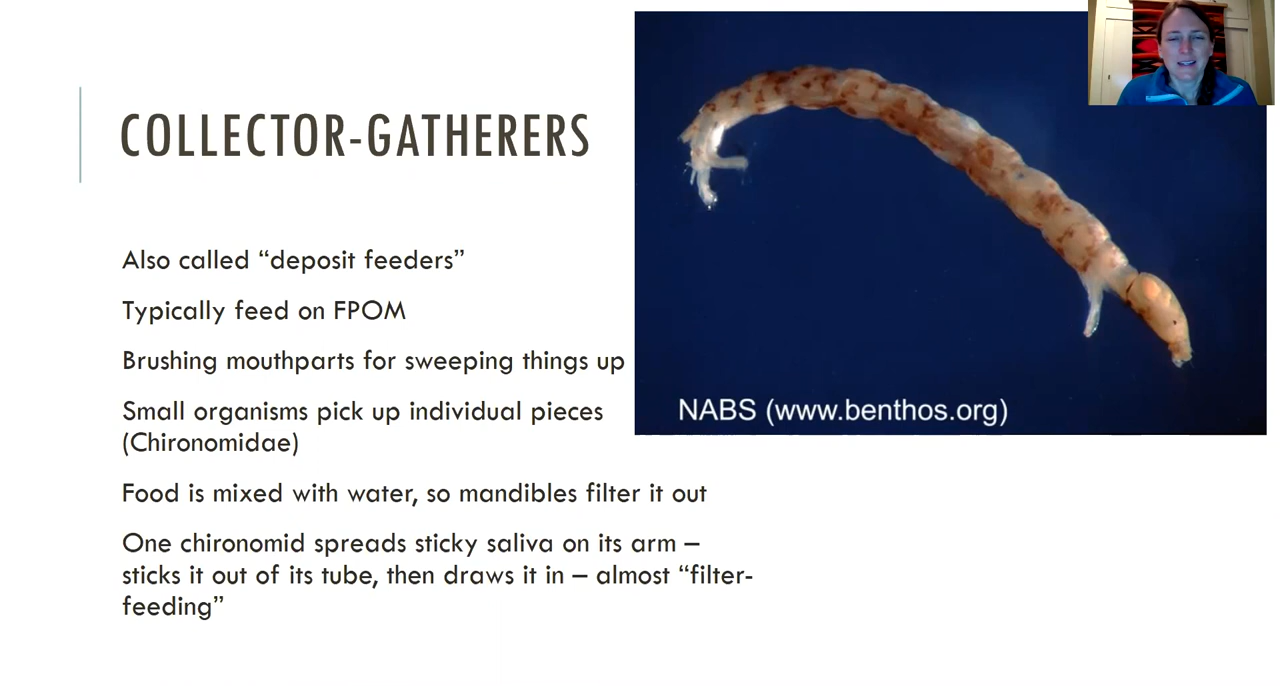 COLLECTOR-GATHERERS
Also called “deposit feeders”
Typically feed on FPOM
Brushing mouthparts for sweeping things up
Small organisms pick up individual pieces
(Chironomidae)
Food is mixed with water, so mandibles filter it out
One chironomid spreads sticky saliva on its arm –
sticks it out of its tube, then draws it in – almost “filter-
feeding”
NABS (www.benthos.org)